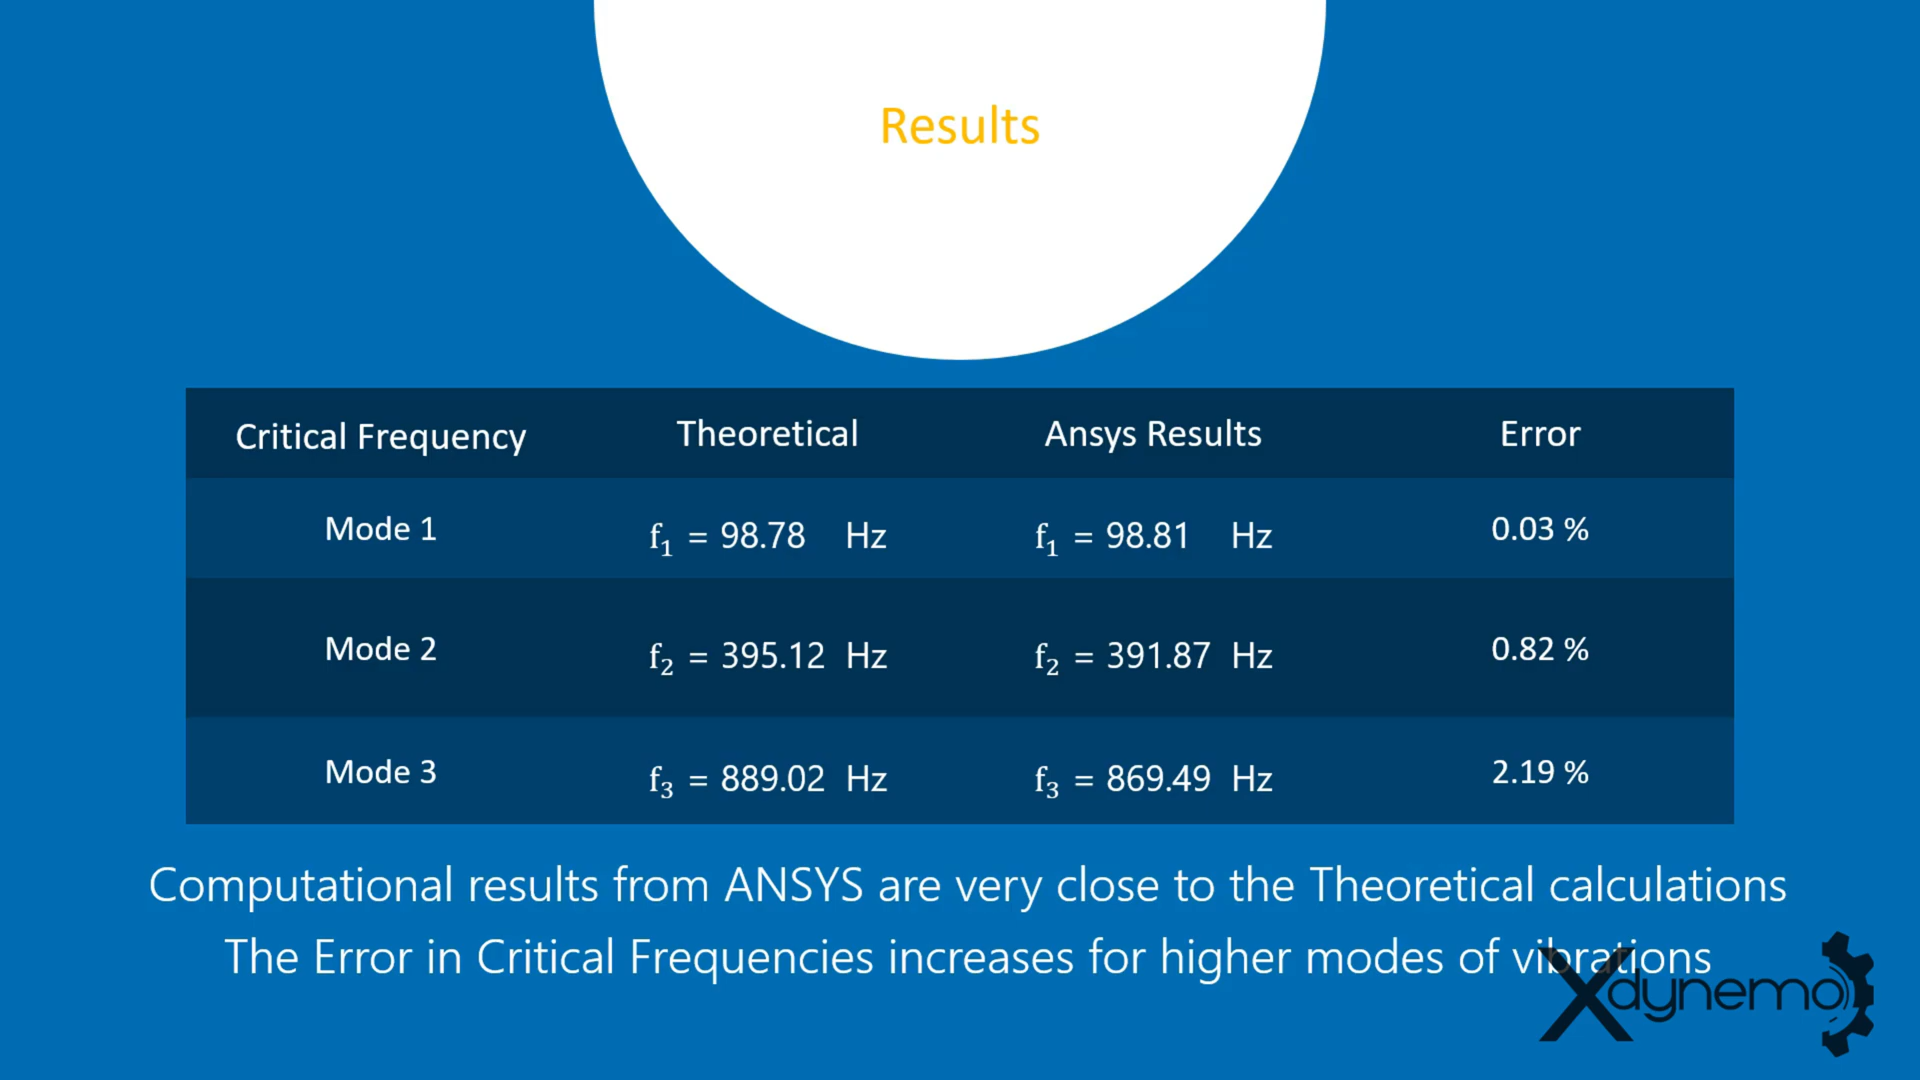 Results
Critical Frequency Theoretical Ansys Results Error
Mode 1 f₁ = 98.78 Hz f₁ = 98.81 Hz 0.03 %
Mode 2 f₂ = 395.12 Hz f₂ = 391.87 Hz 0.82 %
Mode 3 f₃ = 889.02 Hz f₃ = 869.49 Hz 2.19 %
Computational results from ANSYS are very close to the Theoretical calculations
The Error in Critical Frequencies increases for higher modes of vibrations
Xdynemo